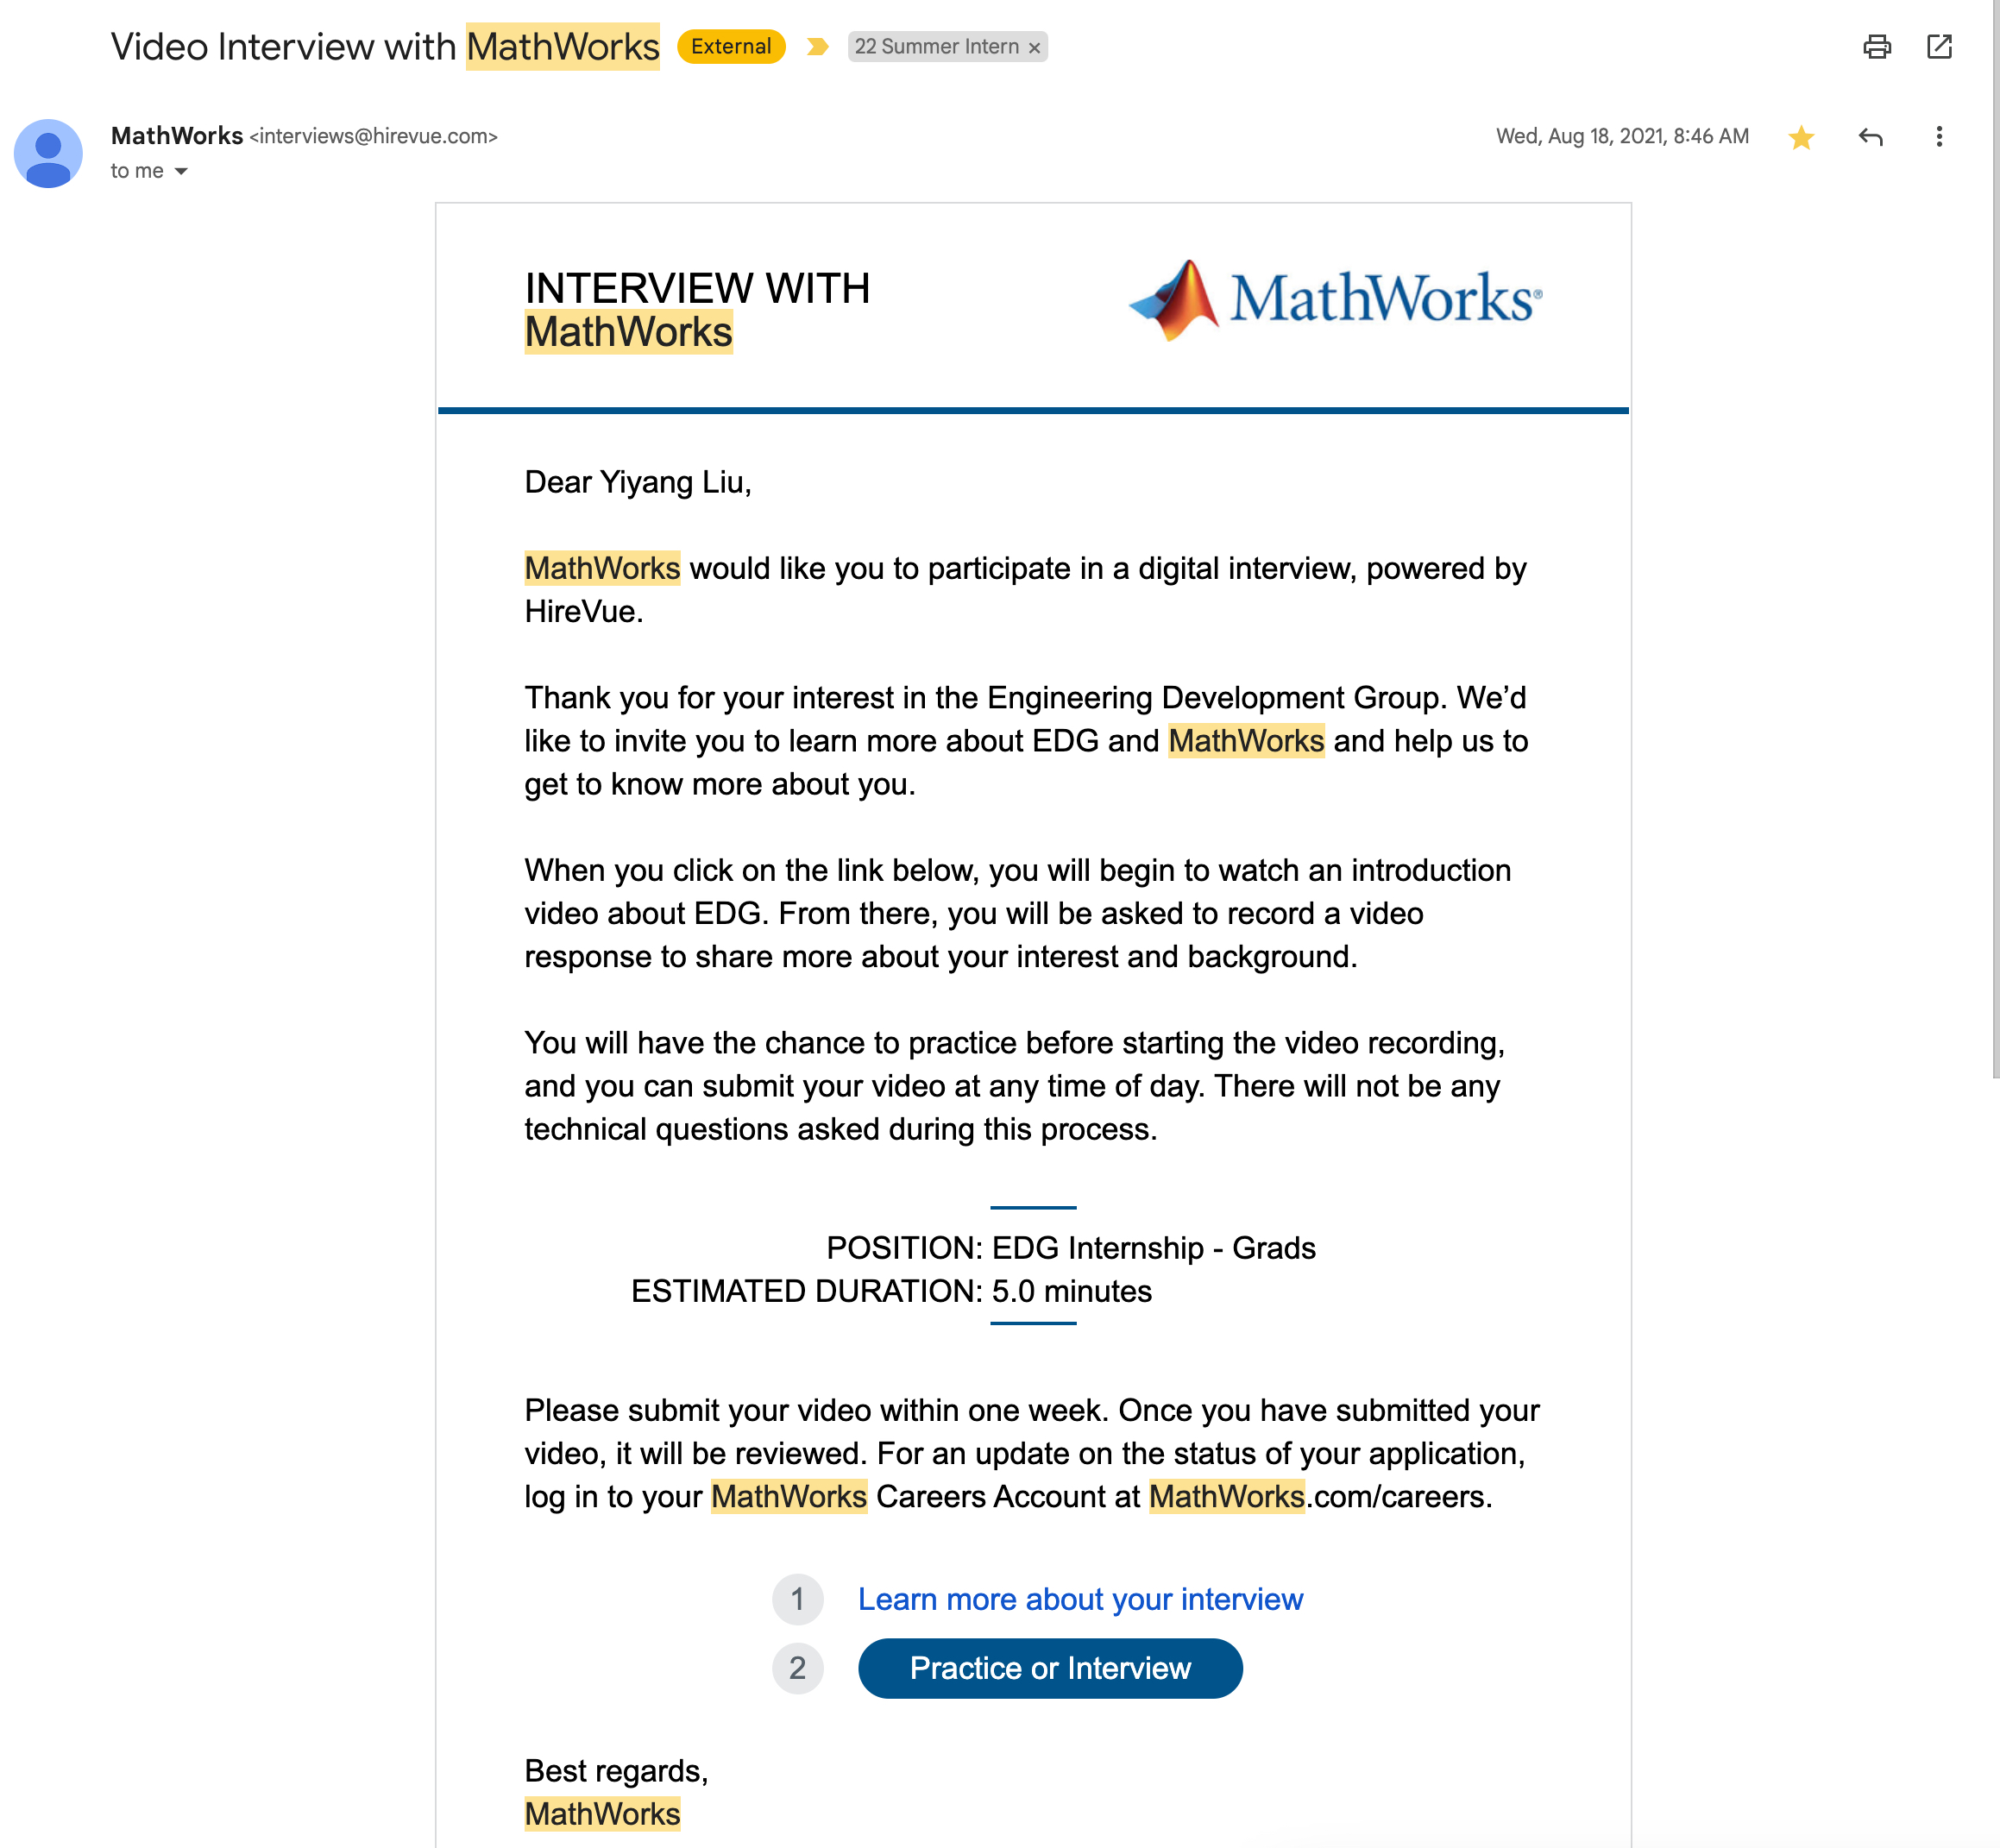 Video Interview with MathWorks External 22 Summer Intern ×
MathWorks <interviews@hirevue.com> Wed, Aug 18, 2021, 8:46 AM
to me
INTERVIEW WITH
MathWorks
MathWorks®
Dear Yiyang Liu,
MathWorks would like you to participate in a digital interview, powered by
HireVue.
Thank you for your interest in the Engineering Development Group. We’d
like to invite you to learn more about EDG and MathWorks and help us to
get to know more about you.
When you click on the link below, you will begin to watch an introduction
video about EDG. From there, you will be asked to record a video
response to share more about your interest and background.
You will have the chance to practice before starting the video recording,
and you can submit your video at any time of day. There will not be any
technical questions asked during this process.
POSITION: EDG Internship - Grads
ESTIMATED DURATION: 5.0 minutes
Please submit your video within one week. Once you have submitted your
video, it will be reviewed. For an update on the status of your application,
log in to your MathWorks Careers Account at MathWorks.com/careers.
1 Learn more about your interview
2 Practice or Interview
Best regards,
MathWorks